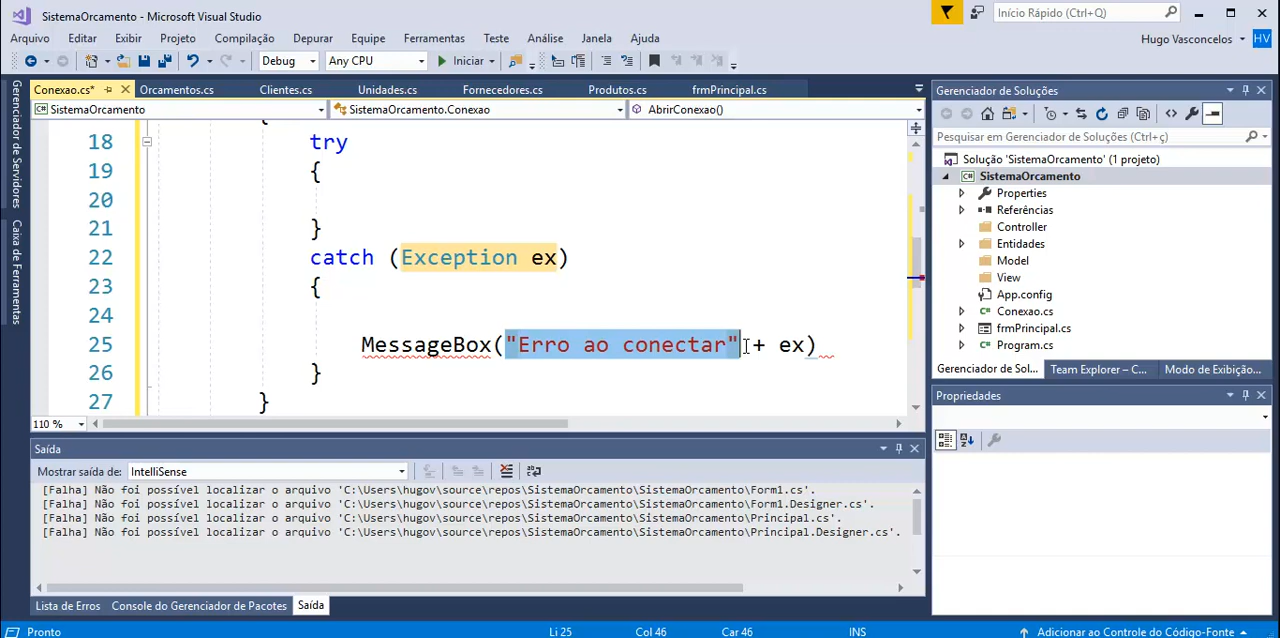 SistemaOrcamento - Microsoft Visual Studio
Início Rápido (Ctrl+Q)
Arquivo Editar Exibir Projeto Compilação Depurar Equipe Ferramentas Teste Análise Janela Ajuda
Hugo Vasconcelos HV
Debug Any CPU Iniciar
Conexao.cs* Orcamentos.cs Clientes.cs Unidades.cs Fornecedores.cs Produtos.cs frmPrincipal.cs
SistemaOrcamento SistemaOrcamento.Conexao AbrirConexao()
Gerenciador de Servidores
Caixa de Ferramentas
18 try
19 {
20
21 }
22 catch (Exception ex)
23 {
24
25 MessageBox("Erro ao conectar" + ex)
26 }
27 }
110 %
Saída
Mostrar saída de: IntelliSense
[Falha] Não foi possível localizar o arquivo 'C:\Users\hugov\source\repos\SistemaOrcamento\SistemaOrcamento\Form1.cs'.
[Falha] Não foi possível localizar o arquivo 'C:\Users\hugov\source\repos\SistemaOrcamento\SistemaOrcamento\Form1.Designer.cs'.
[Falha] Não foi possível localizar o arquivo 'C:\Users\hugov\source\repos\SistemaOrcamento\SistemaOrcamento\Principal.cs'.
[Falha] Não foi possível localizar o arquivo 'C:\Users\hugov\source\repos\SistemaOrcamento\SistemaOrcamento\Principal.Designer.cs'.
Lista de Erros Console do Gerenciador de Pacotes Saída
Gerenciador de Soluções
Pesquisar em Gerenciador de Soluções (Ctrl+ç)
Solução 'SistemaOrcamento' (1 projeto)
C# SistemaOrcamento
Properties
Referências
Controller
Entidades
Model
View
App.config
C# Conexao.cs
frmPrincipal.cs
C# Program.cs
Gerenciador de Sol... Team Explorer – C... Modo de Exibição...
Propriedades
Pronto Li 25 Col 46 Car 46 INS Adicionar ao Controle do Código-Fonte